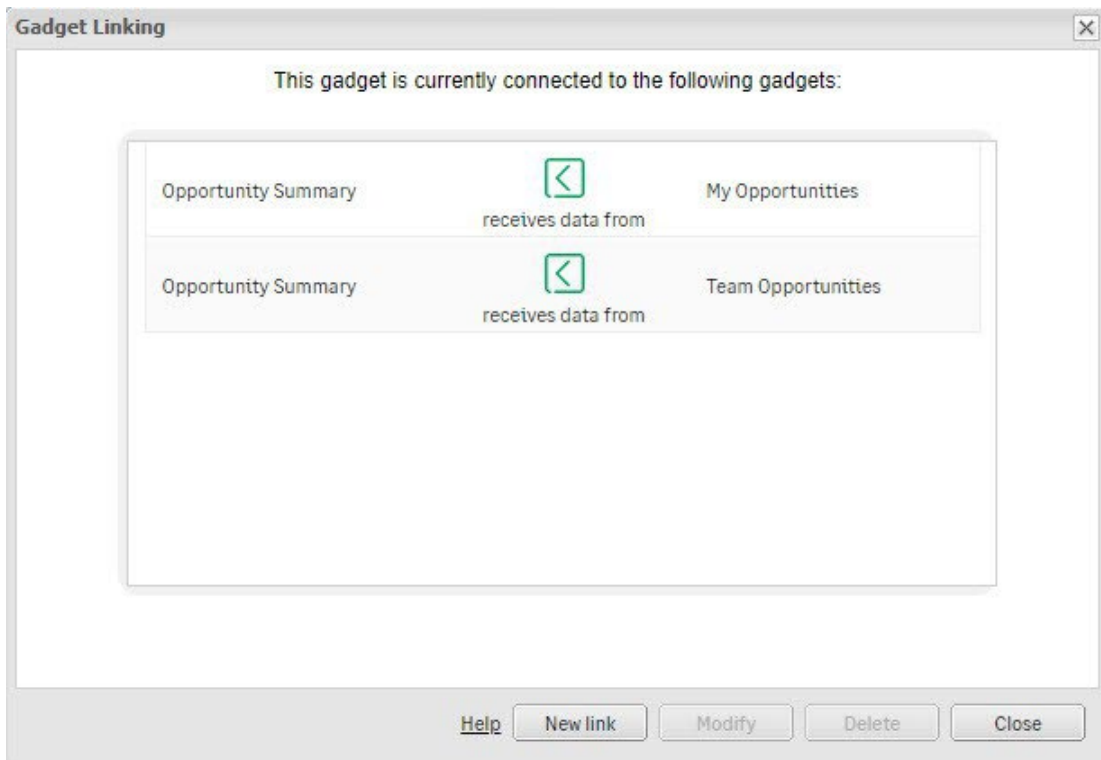 Gadget Linking
This gadget is currently connected to the following gadgets:
Opportunity Summary
receives data from
My Opportunities
Opportunity Summary
receives data from
Team Opportunities
Help New link Modify Delete Close